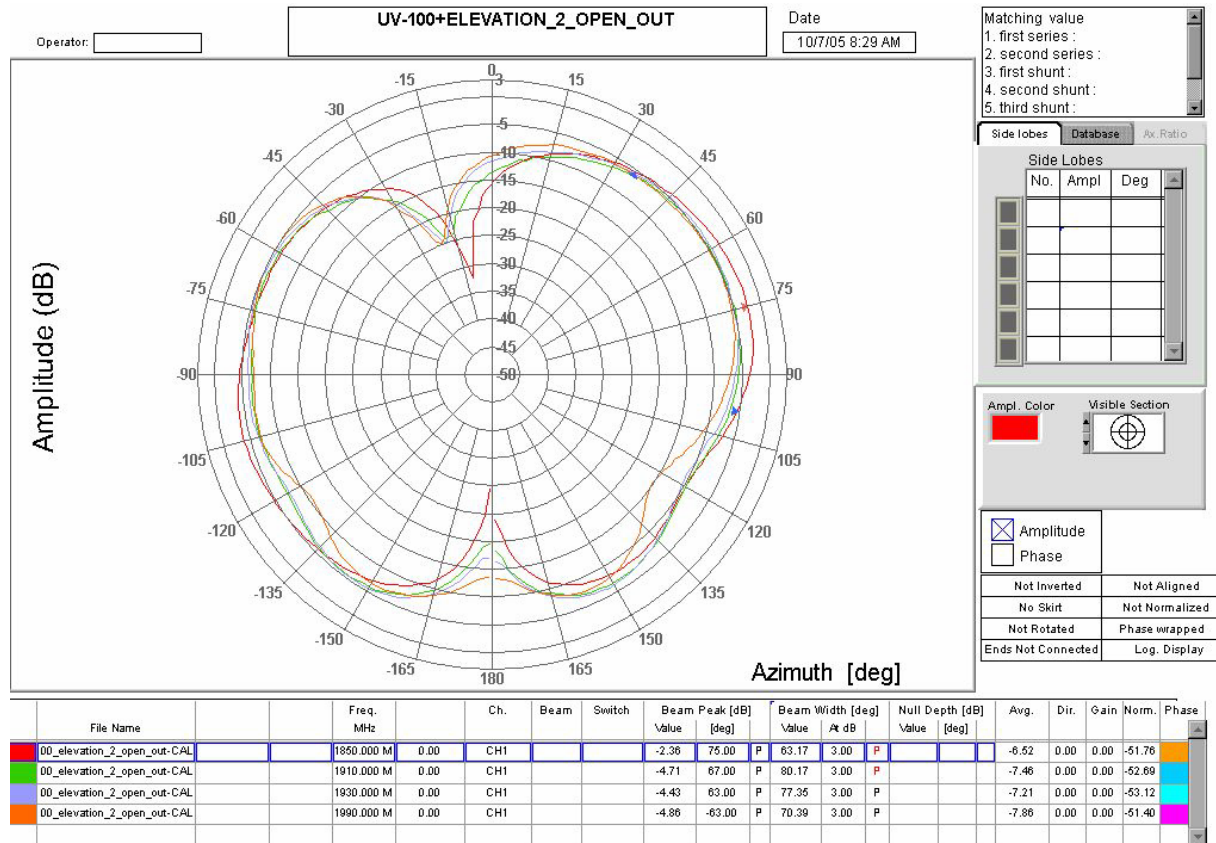 UV-100+ELEVATION_2_OPEN_OUT
Operator:
Date
10/7/05 8:29 AM
Matching value
1. first series :
2. second series :
3. first shunt :
4. second shunt :
5. third shunt :
Side lobes Database Ax.Ratio
Side Lobes
No. Ampl Deg
Ampl. Color Visible Section
Amplitude
Phase
Not Inverted Not Aligned
No Skirt Not Normalized
Not Rotated Phase wrapped
Ends Not Connected Log. Display
Amplitude (dB)
0
15
30
45
60
75
90
105
120
135
150
165
180
-165
-150
-135
-120
-105
-90
-75
-60
-45
-30
-15
3
-5
-10
-15
-20
-25
-30
-35
-40
-45
-50
Azimuth [deg]
File Name Freq. MHz Ch. Beam Switch Beam Peak [dB] Value [deg] Beam Width [deg] Value At dB Null Depth [dB] Value [deg] Avg. Dir. Gain Norm. Phase
00_elevation_2_open_out-CAL 1850.000 M 0.00 CH1 -2.36 75.00 P 63.17 3.00 P -6.52 0.00 0.00 -51.76
00_elevation_2_open_out-CAL 1910.000 M 0.00 CH1 -4.71 67.00 P 80.17 3.00 P -7.46 0.00 0.00 -52.69
00_elevation_2_open_out-CAL 1930.000 M 0.00 CH1 -4.43 63.00 P 77.35 3.00 P -7.21 0.00 0.00 -53.12
00_elevation_2_open_out-CAL 1990.000 M 0.00 CH1 -4.86 -63.00 P 70.39 3.00 P -7.86 0.00 0.00 -51.40